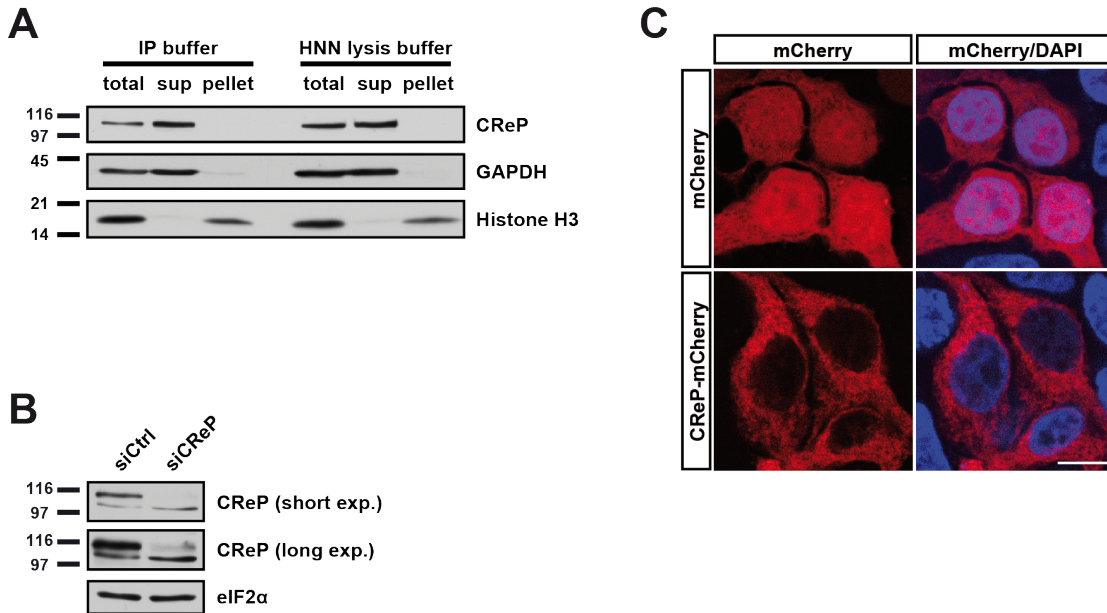 A
IP buffer HNN lysis buffer
total sup pellet total sup pellet
116
97
CReP
45
GAPDH
21
14
Histone H3
B
siCtrl siCReP
116
97
CReP (short exp.)
116
97
CReP (long exp.)
eIF2α
C
mCherry mCherry/DAPI
mCherry
CReP-mCherry